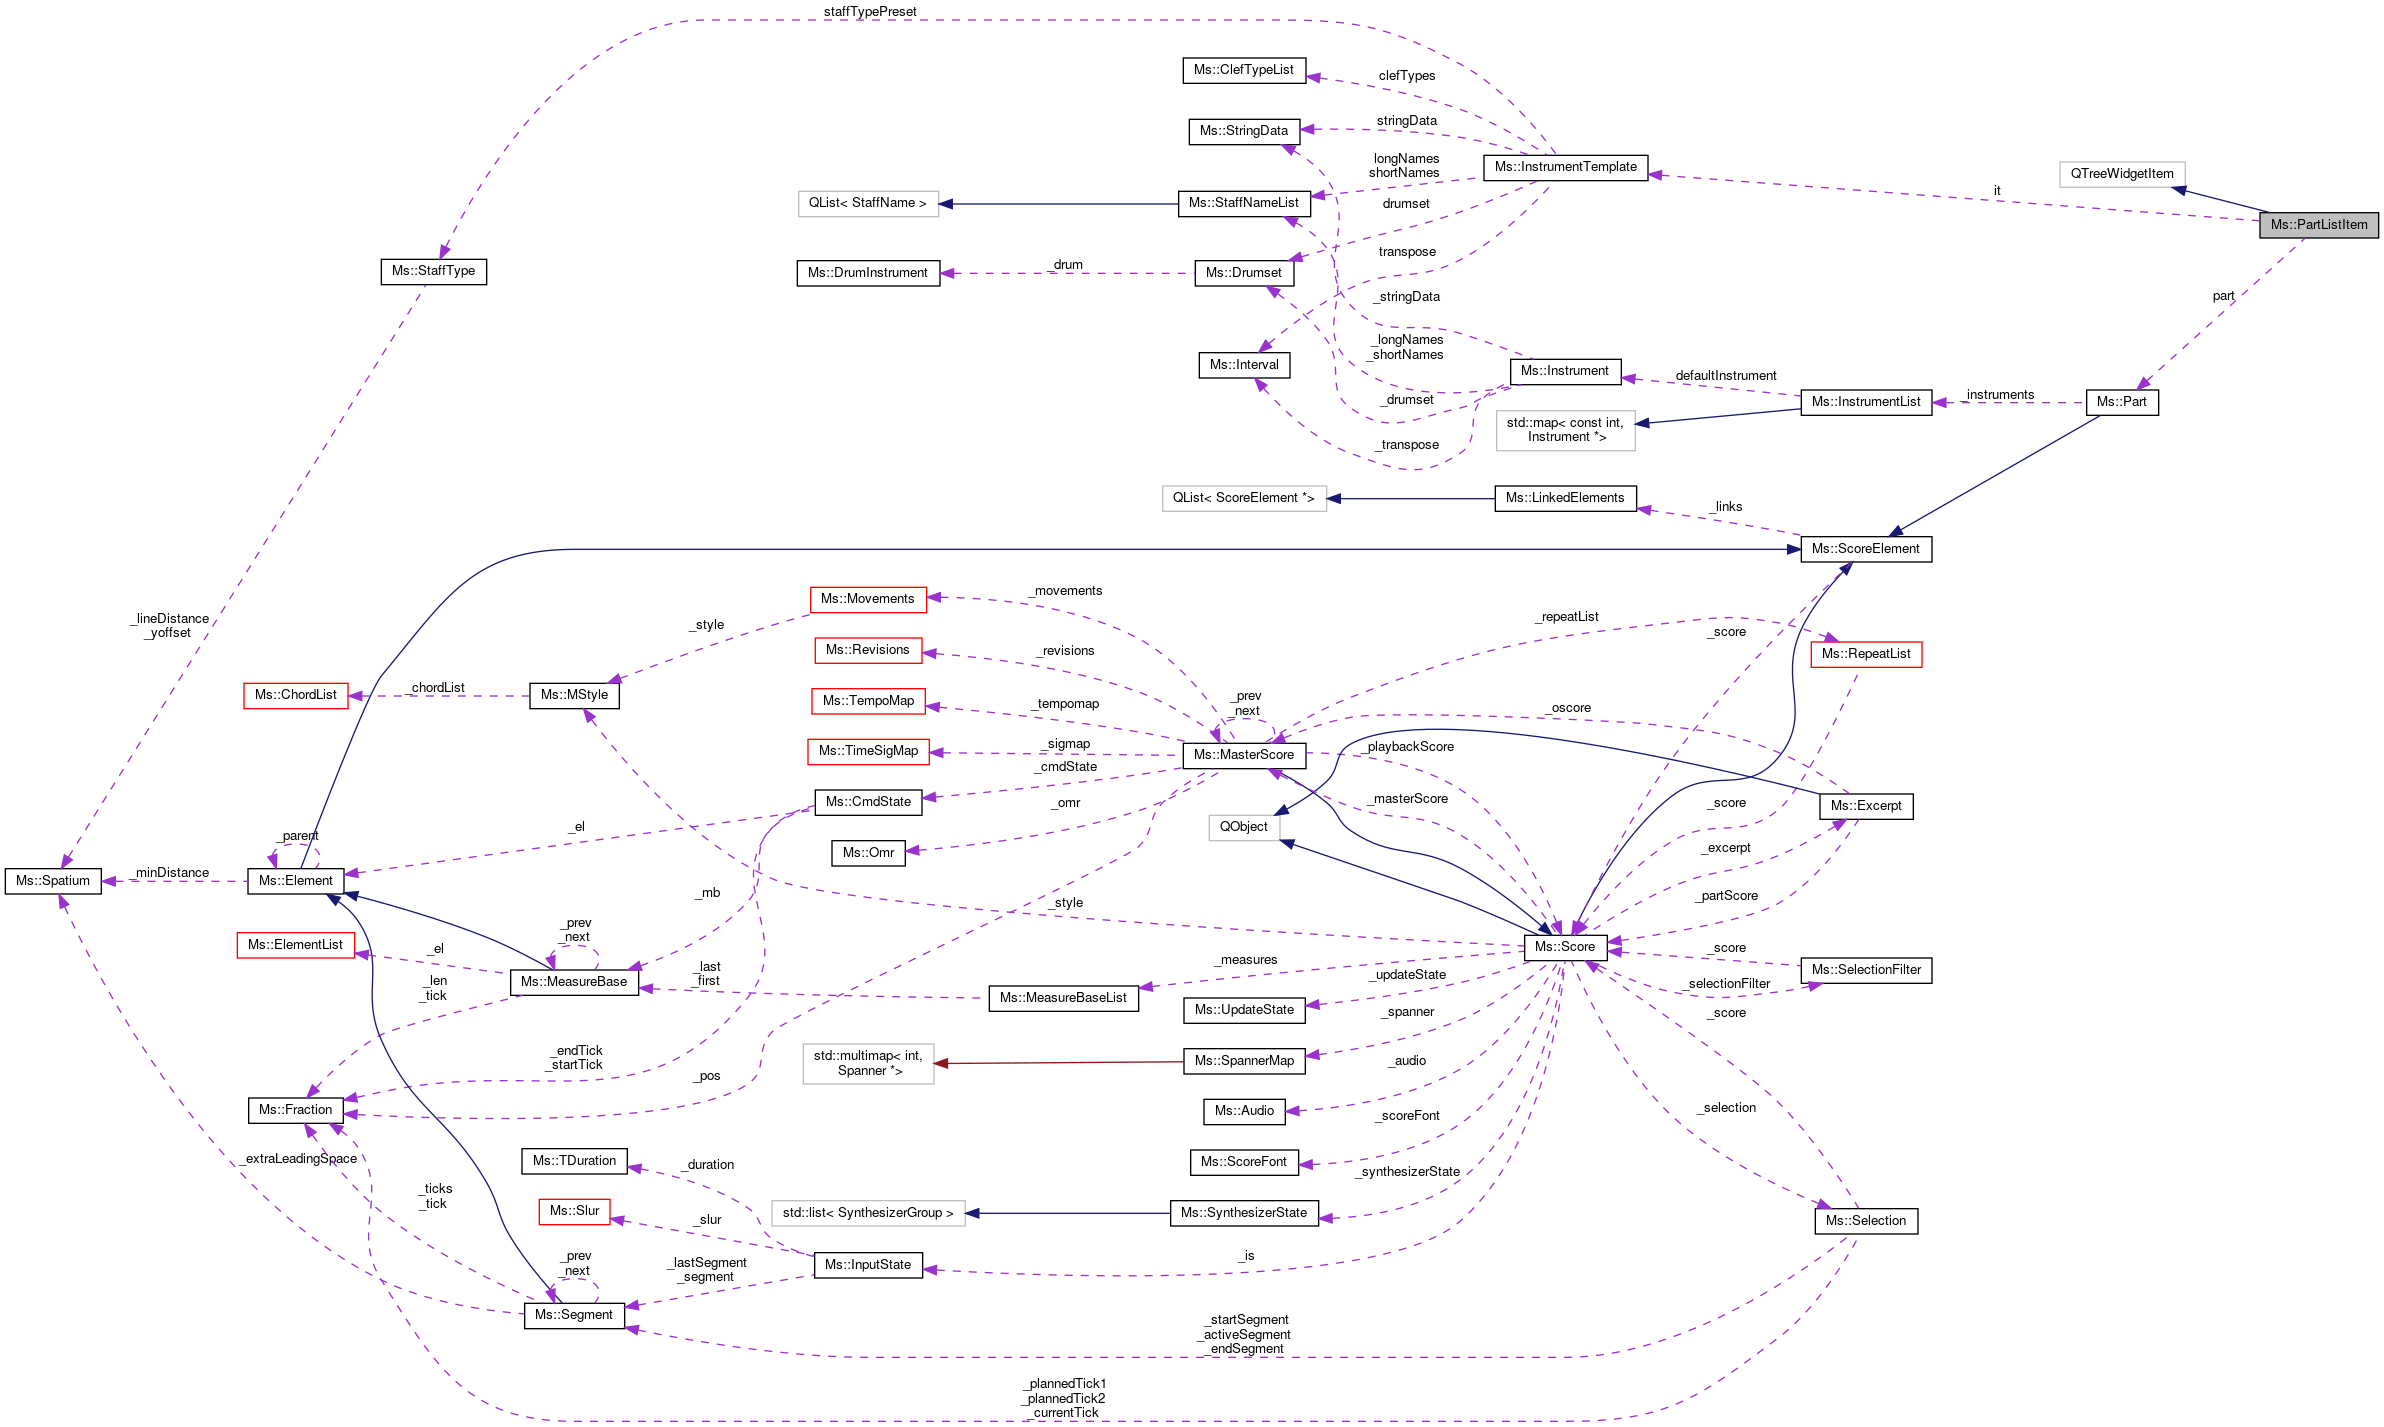 staffTypePreset
Ms::ClefTypeList
clefTypes
Ms::StringData
stringData
longNames
shortNames
Ms::InstrumentTemplate
QTreeWidgetItem
it
QList< StaffName >
Ms::StaffNameList
drumset
Ms::PartListItem
transpose
Ms::StaffType
Ms::DrumInstrument
_drum
Ms::Drumset
_stringData
part
_longNames
_shortNames
Ms::Interval
Ms::Instrument
defaultInstrument
_drumset
Ms::InstrumentList
_instruments
Ms::Part
std::map< const int,
Instrument *>
_transpose
QList< ScoreElement *>
Ms::LinkedElements
_links
Ms::ScoreElement
_lineDistance
_yoffset
Ms::Movements
_movements
_style
_repeatList
_score
Ms::Revisions
_revisions
Ms::RepeatList
Ms::ChordList
_chordList
Ms::MStyle
Ms::TempoMap
_tempomap
_prev
_next
_oscore
Ms::TimeSigMap
_sigmap
Ms::MasterScore
_playbackScore
_cmdState
Ms::CmdState
_omr
_masterScore
_score
Ms::Excerpt
_parent
_el
QObject
Ms::Omr
_excerpt
Ms::Spatium
_minDistance
Ms::Element
_mb
_style
_partScore
_prev
_next
Ms::ElementList
_el
Ms::Score
_score
_len
_tick
Ms::MeasureBase
_last
_first
_measures
Ms::MeasureBaseList
_updateState
Ms::UpdateState
_selectionFilter
Ms::SelectionFilter
_spanner
_score
_endTick
_startTick
std::multimap< int,
Spanner *>
Ms::SpannerMap
_audio
_pos
Ms::Fraction
Ms::Audio
_scoreFont
_selection
_extraLeadingSpace
Ms::TDuration
_duration
Ms::ScoreFont
_synthesizerState
_ticks
_tick
Ms::Slur
_slur
std::list< SynthesizerGroup >
Ms::SynthesizerState
Ms::Selection
_prev
_next
_lastSegment
_segment
Ms::InputState
_is
Ms::Segment
_startSegment
_activeSegment
_endSegment
_plannedTick1
_plannedTick2
_currentTick